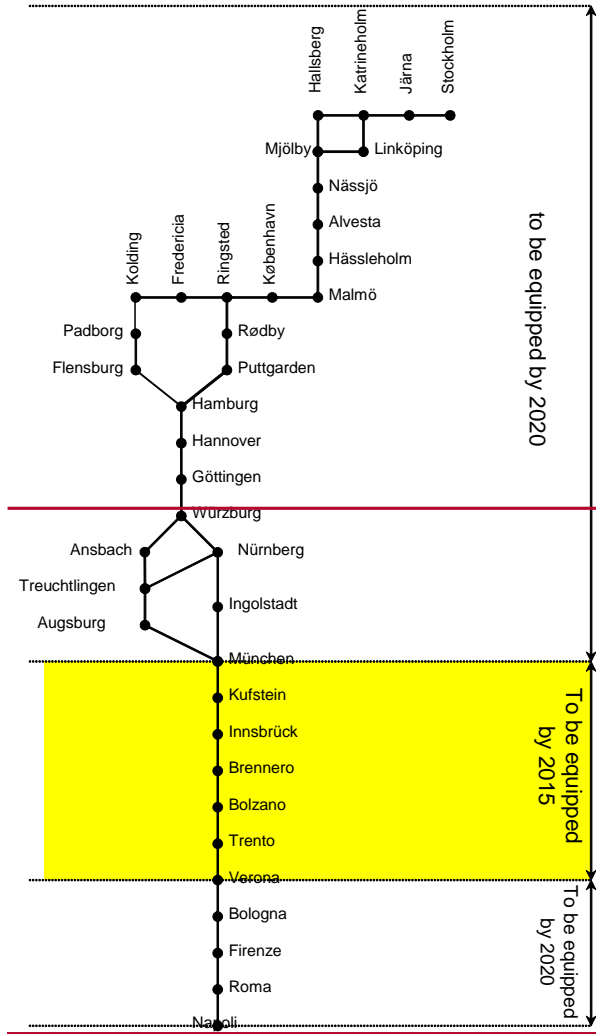 Hallsberg
Katrineholm
Järna
Stockholm
Mjölby
Linköping
Nässjö
Alvesta
Hässleholm
Malmö
Kolding
Fredericia
Ringsted
København
Padborg
Rødby
Flensburg
Puttgarden
Hamburg
Hannover
Göttingen
Würzburg
Ansbach
Nürnberg
Treuchtlingen
Ingolstadt
Augsburg
München
Kufstein
Innsbrück
Brennero
Bolzano
Trento
Verona
Bologna
Firenze
Roma
Napoli
to be equipped by 2020
To be equipped
by 2015
To be equipped
by 2020